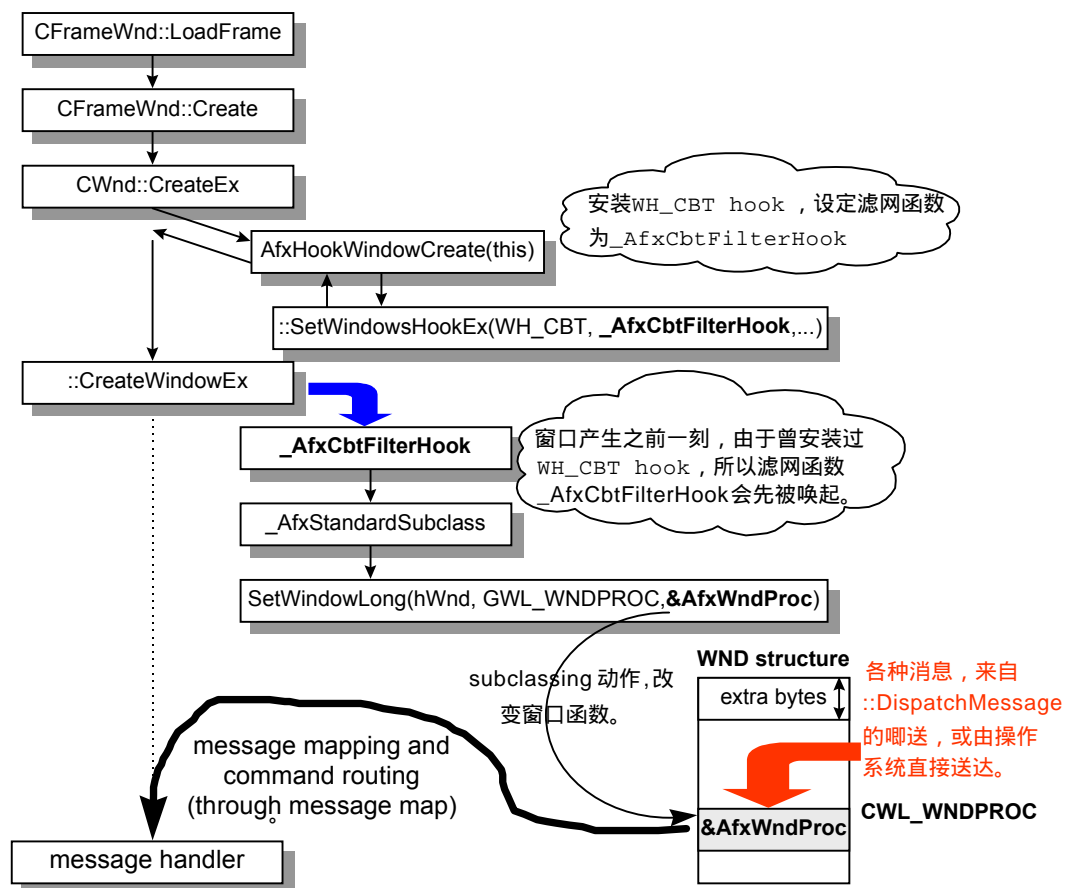 CFrameWnd::LoadFrame
CFrameWnd::Create
CWnd::CreateEx
安装WH_CBT hook ，设定滤网函数
为_AfxCbtFilterHook
AfxHookWindowCreate(this)
::SetWindowsHookEx(WH_CBT, _AfxCbtFilterHook,...)
::CreateWindowEx
_AfxCbtFilterHook
窗口产生之前一刻，由于曾安装过
WH_CBT hook，所以滤网函数
_AfxCbtFilterHook会先被唤起。
_AfxStandardSubclass
SetWindowLong(hWnd, GWL_WNDPROC,&AfxWndProc)
subclassing 动作,改
变窗口函数。
WND structure
extra bytes
各种消息，来自
::DispatchMessage
的唧送，或由操作
系统直接送达。
message mapping and
command routing
(through message map)
。
&AfxWndProc
CWL_WNDPROC
message handler